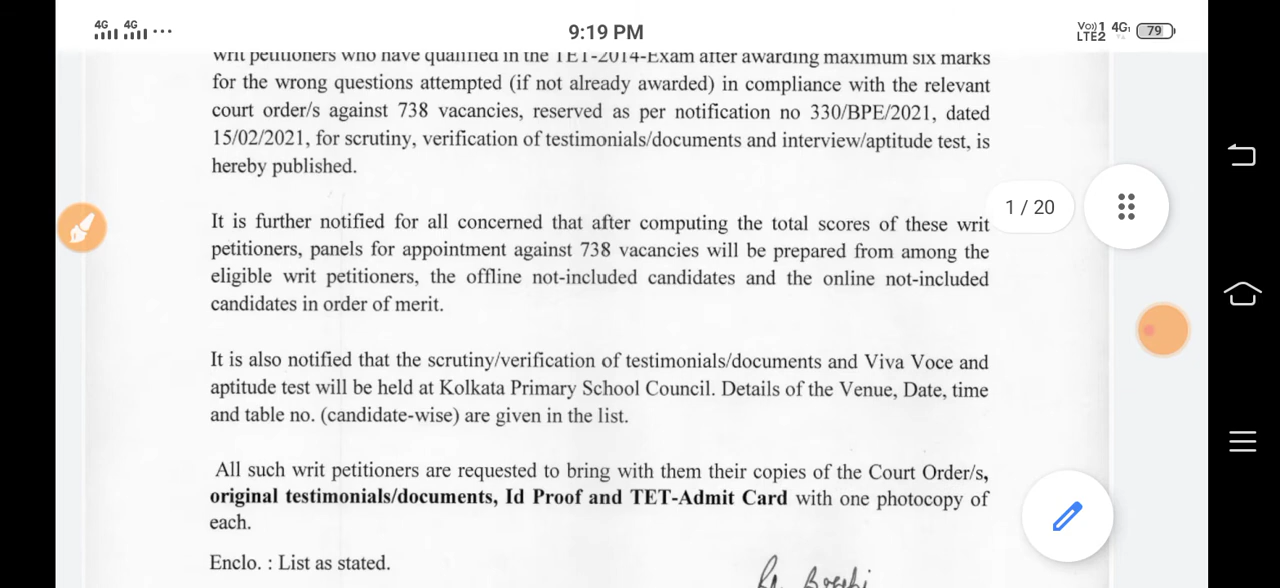 4G 4G
9:19 PM
Vo)) 1 4G
LTE2
79
writ petitioners who have qualified in the TET-2014-Exam after awarding maximum six marks
for the wrong questions attempted (if not already awarded) in compliance with the relevant
court order/s against 738 vacancies, reserved as per notification no 330/BPE/2021, dated
15/02/2021, for scrutiny, verification of testimonials/documents and interview/aptitude test, is
hereby published.
1 / 20
It is further notified for all concerned that after computing the total scores of these writ
petitioners, panels for appointment against 738 vacancies will be prepared from among the
eligible writ petitioners, the offline not-included candidates and the online not-included
candidates in order of merit.
It is also notified that the scrutiny/verification of testimonials/documents and Viva Voce and
aptitude test will be held at Kolkata Primary School Council. Details of the Venue, Date, time
and table no. (candidate-wise) are given in the list.
All such writ petitioners are requested to bring with them their copies of the Court Order/s,
original testimonials/documents, Id Proof and TET-Admit Card with one photocopy of
each.
Enclo. : List as stated.